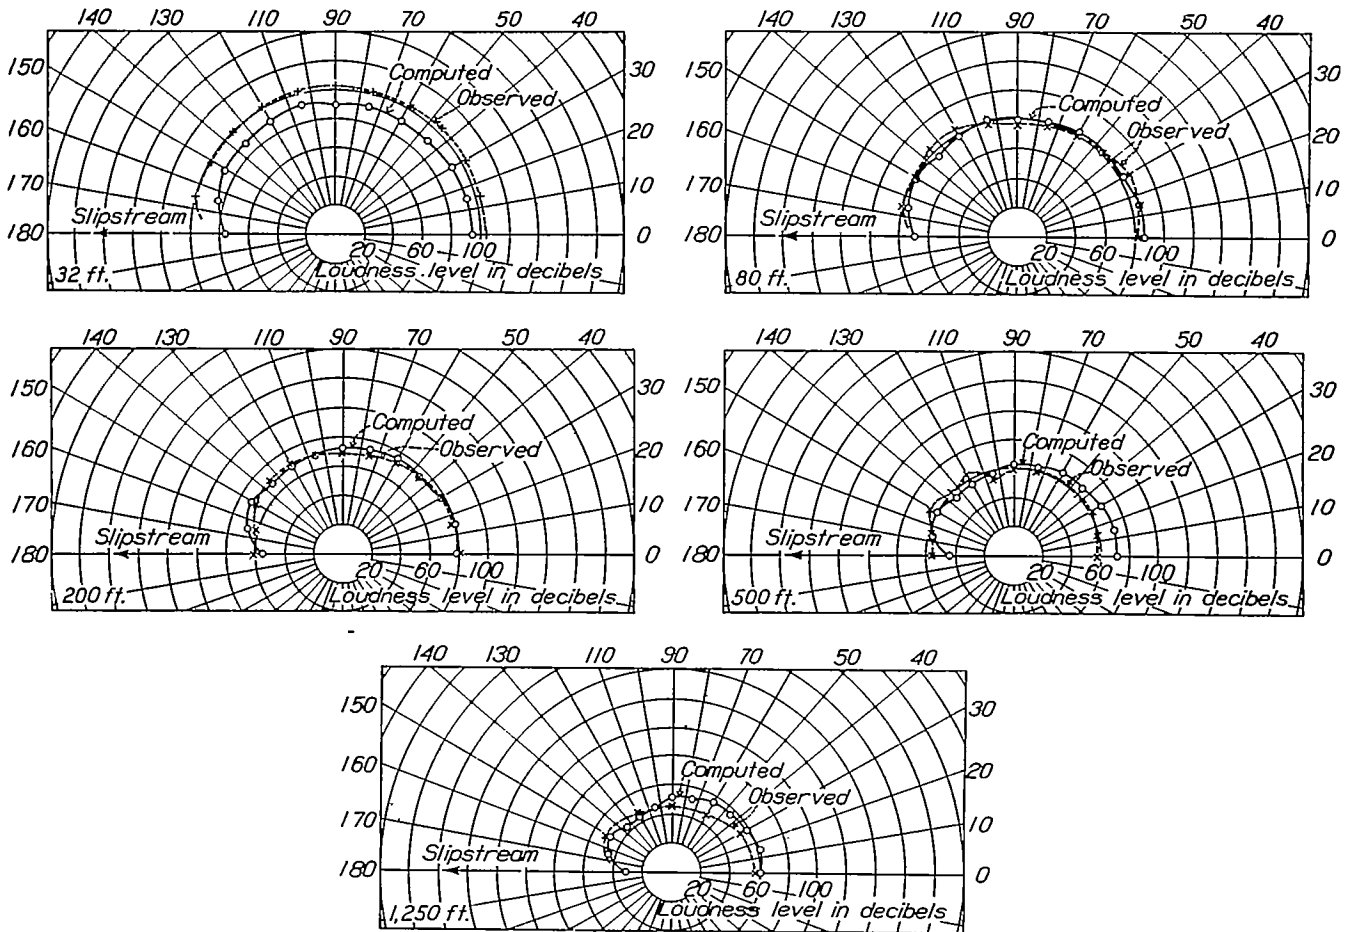 140 130 110 90 70 50 40
150 30
Computed
Observed
160 20
170 10
Slipstream
180 0
20 60 100
Loudness level in decibels
32 ft.
140 130 110 90 70 50 40
150 30
Computed
160 20
Observed
170 10
Slipstream
180 0
20 60 100
Loudness level in decibels
80 ft.
140 130 110 90 70 50 40
150 30
Computed
160 Observed 20
170 10
Slipstream
180 0
20 60 100
200 ft. Loudness level in decibels
140 130 110 90 70 50 40
150 30
Computed
160 20
Observed
170 10
Slipstream
180 0
20 60 100
500 ft. Loudness level in decibels
140 130 110 90 70 50 40
150 30
Computed
160 20
Observed
170 10
Slipstream
180 0
20 60 100
1,250 ft. Loudness level in decibels